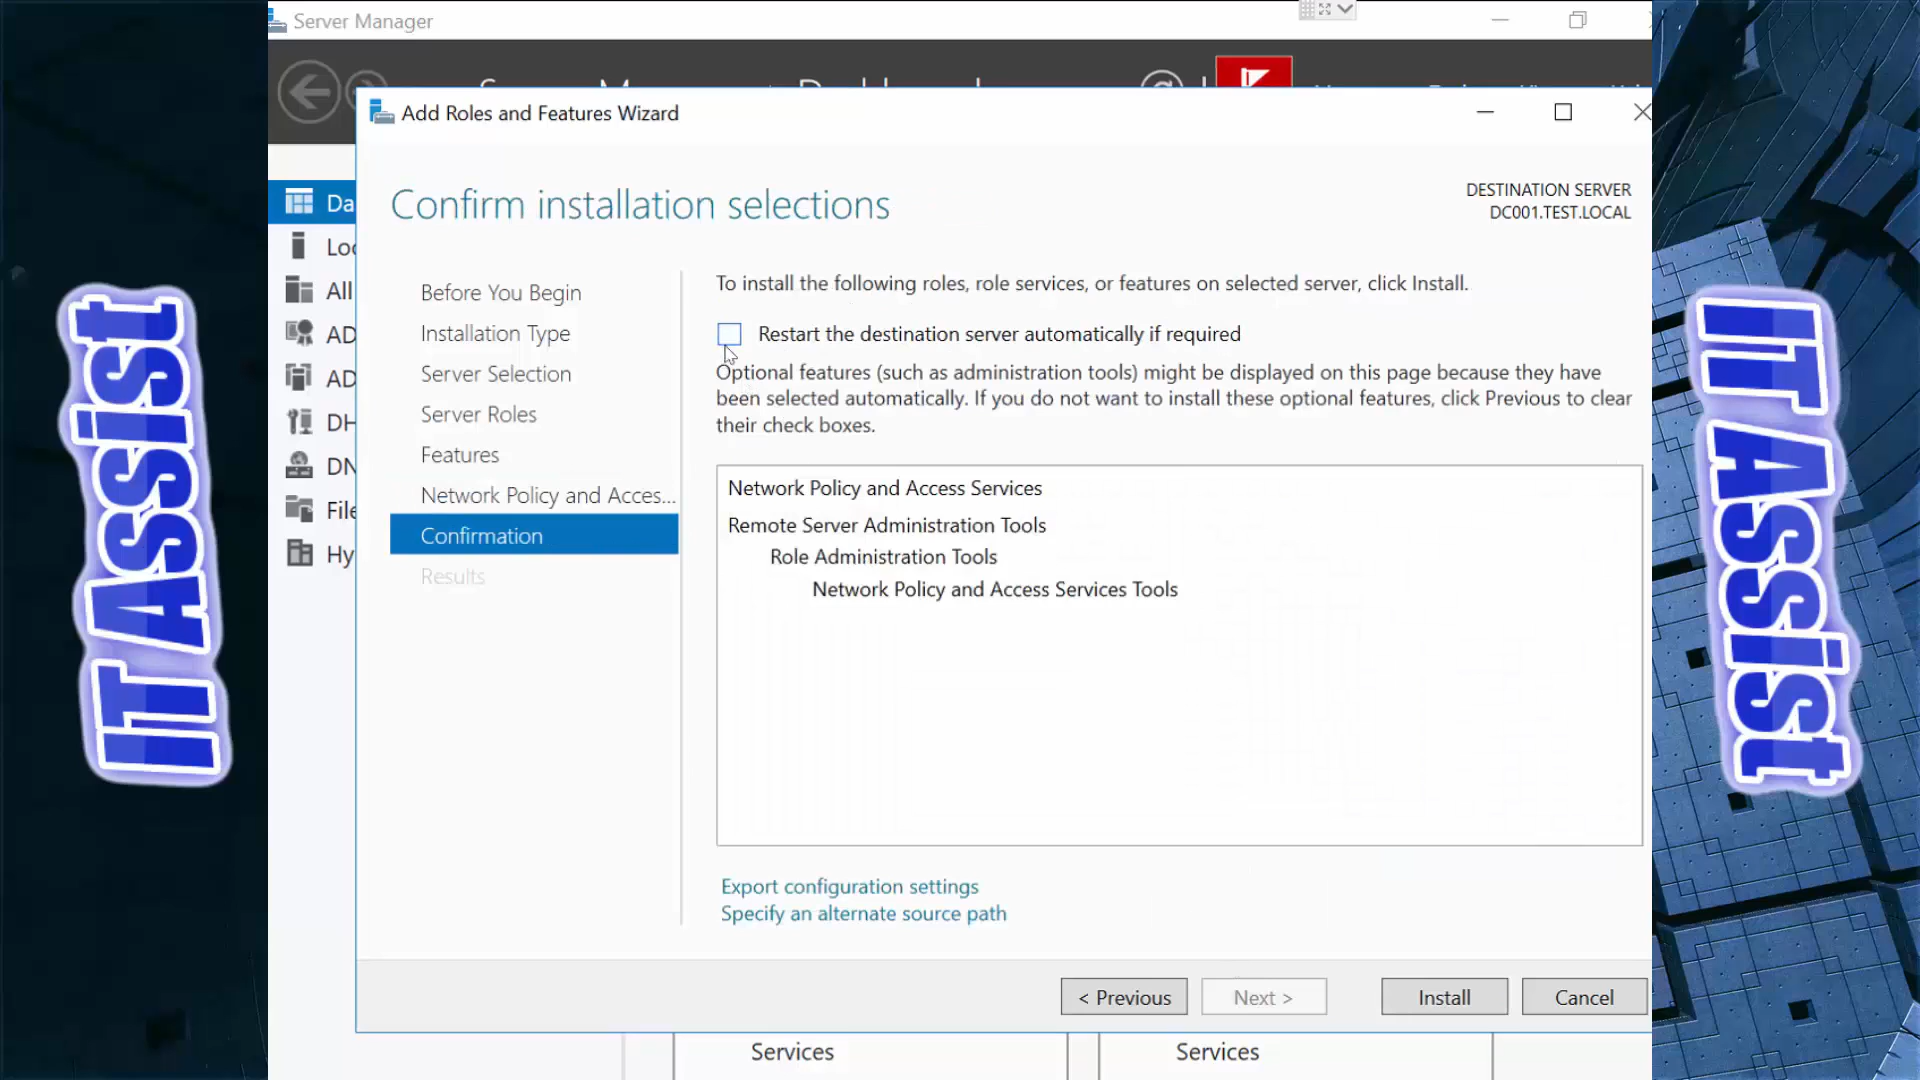 Server Manager
Add Roles and Features Wizard
Confirm installation selections
DESTINATION SERVER
DC001.TEST.LOCAL
Da
Loc
All
AD
AD
DH
DN
File
Hy
Before You Begin
Installation Type
Server Selection
Server Roles
Features
Network Policy and Acces...
Confirmation
Results
To install the following roles, role services, or features on selected server, click Install.
Restart the destination server automatically if required
Optional features (such as administration tools) might be displayed on this page because they have
been selected automatically. If you do not want to install these optional features, click Previous to clear
their check boxes.
Network Policy and Access Services
Remote Server Administration Tools
Role Administration Tools
Network Policy and Access Services Tools
Export configuration settings
Specify an alternate source path
< Previous
Next >
Install
Cancel
Services
Services
IT Assist
IT Assist